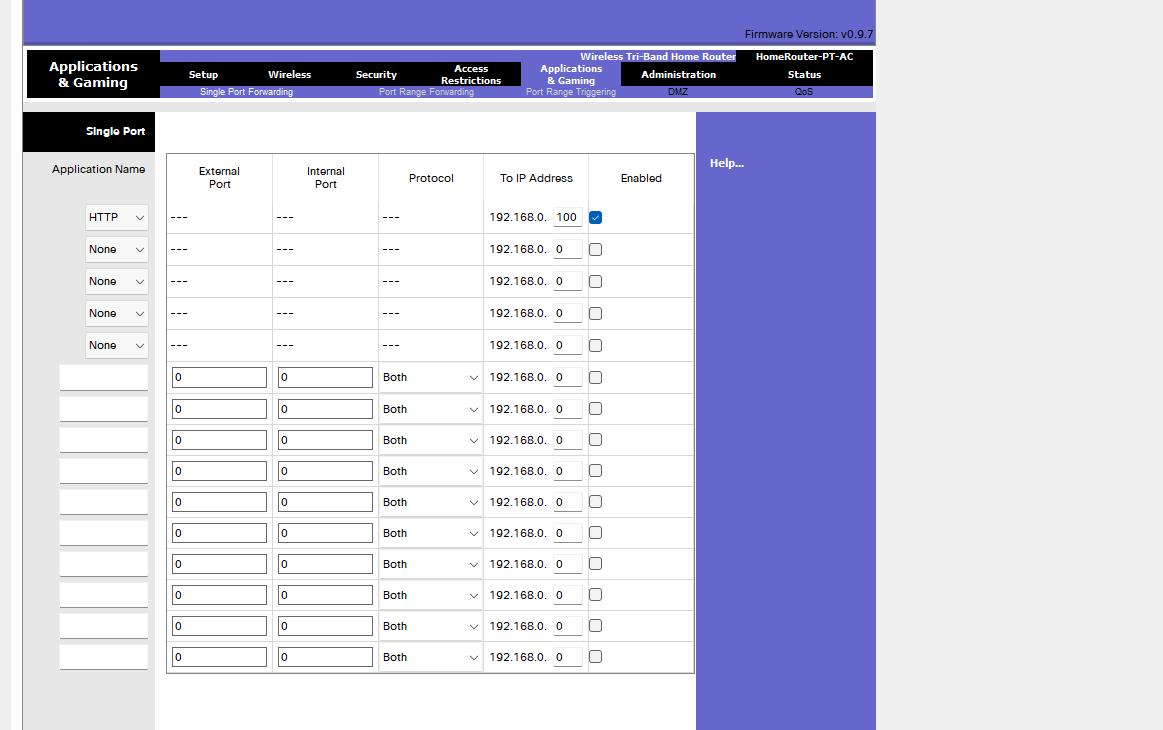 Firmware Version: v0.9.7
Wireless Tri-Band Home Router HomeRouter-PT-AC
Applications & Gaming
Setup Wireless Security Access Restrictions Applications & Gaming Administration Status
Single Port Forwarding Port Range Forwarding Port Range Triggering DMZ QoS
Single Port
Help...
Application Name External Port Internal Port Protocol To IP Address Enabled
HTTP --- --- --- 192.168.0. 100
None --- --- --- 192.168.0. 0
None --- --- --- 192.168.0. 0
None --- --- --- 192.168.0. 0
None --- --- --- 192.168.0. 0
0 0 Both 192.168.0. 0
0 0 Both 192.168.0. 0
0 0 Both 192.168.0. 0
0 0 Both 192.168.0. 0
0 0 Both 192.168.0. 0
0 0 Both 192.168.0. 0
0 0 Both 192.168.0. 0
0 0 Both 192.168.0. 0
0 0 Both 192.168.0. 0
0 0 Both 192.168.0. 0